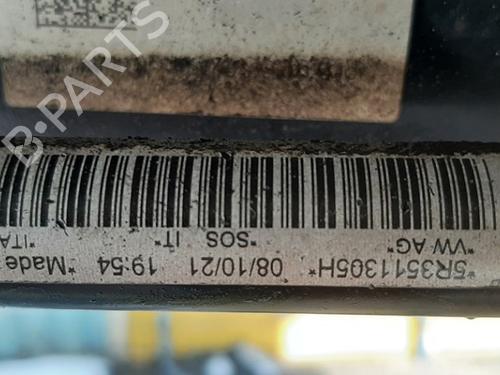 *5R3511305H* 08/10/21 19:54 *Made
*VW AG* *SOS IT* *ITA
B-PARTS